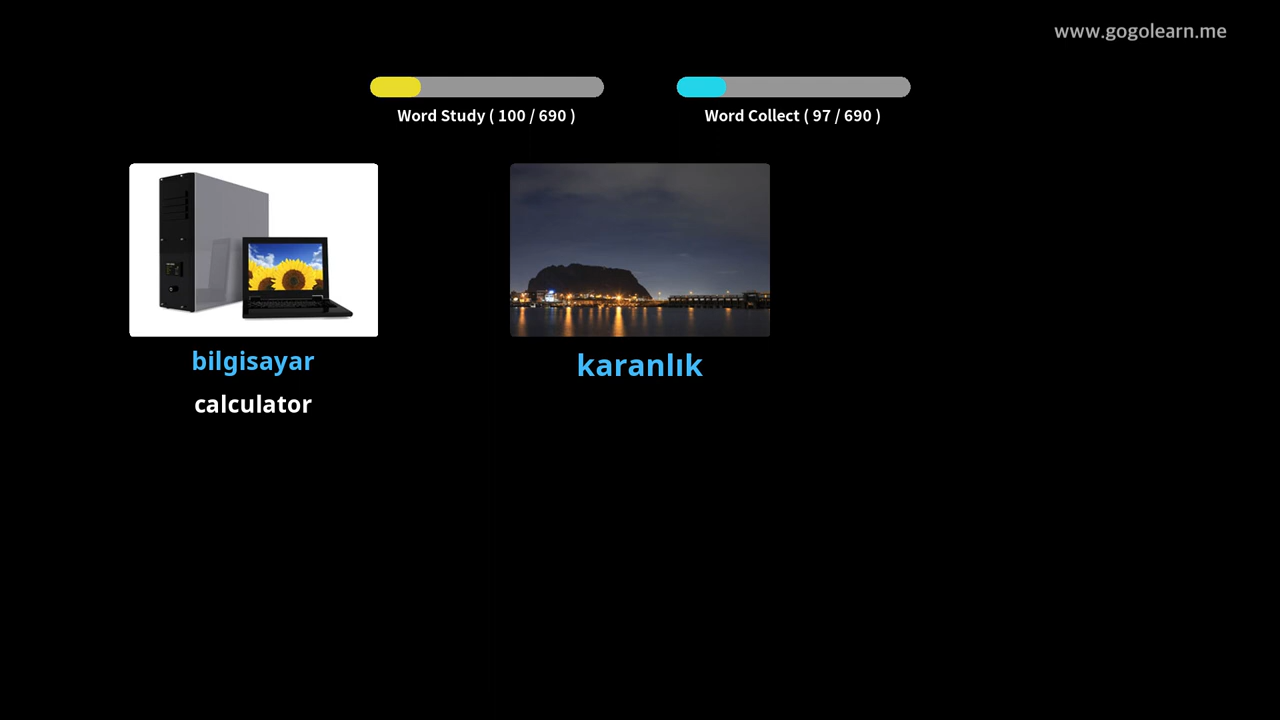 www.gogolearn.me
Word Study ( 100 / 690 )
Word Collect ( 97 / 690 )
bilgisayar
calculator
karanlık